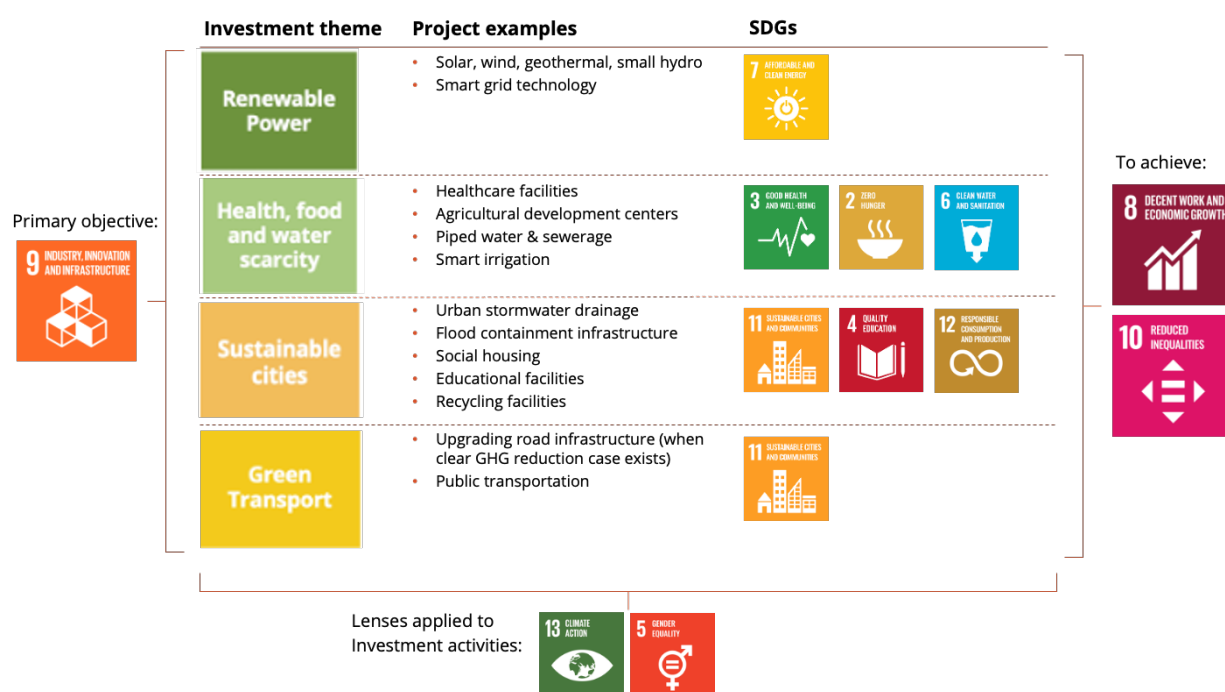 Investment theme
Project examples
SDGs
Primary objective:
9 INDUSTRY, INNOVATION
AND INFRASTRUCTURE
Renewable
Power
• Solar, wind, geothermal, small hydro
• Smart grid technology
7 AFFORDABLE AND
CLEAN ENERGY
Health, food
and water
scarcity
• Healthcare facilities
• Agricultural development centers
• Piped water & sewerage
• Smart irrigation
3 GOOD HEALTH
AND WELL-BEING
2 ZERO
HUNGER
6 CLEAN WATER
AND SANITATION
Sustainable
cities
• Urban stormwater drainage
• Flood containment infrastructure
• Social housing
• Educational facilities
• Recycling facilities
11 SUSTAINABLE CITIES
AND COMMUNITIES
4 QUALITY
EDUCATION
12 RESPONSIBLE
CONSUMPTION
AND PRODUCTION
Green
Transport
• Upgrading road infrastructure (when
clear GHG reduction case exists)
• Public transportation
11 SUSTAINABLE CITIES
AND COMMUNITIES
To achieve:
8 DECENT WORK AND
ECONOMIC GROWTH
10 REDUCED
INEQUALITIES
Lenses applied to
Investment activities:
13 CLIMATE
ACTION
5 GENDER
EQUALITY